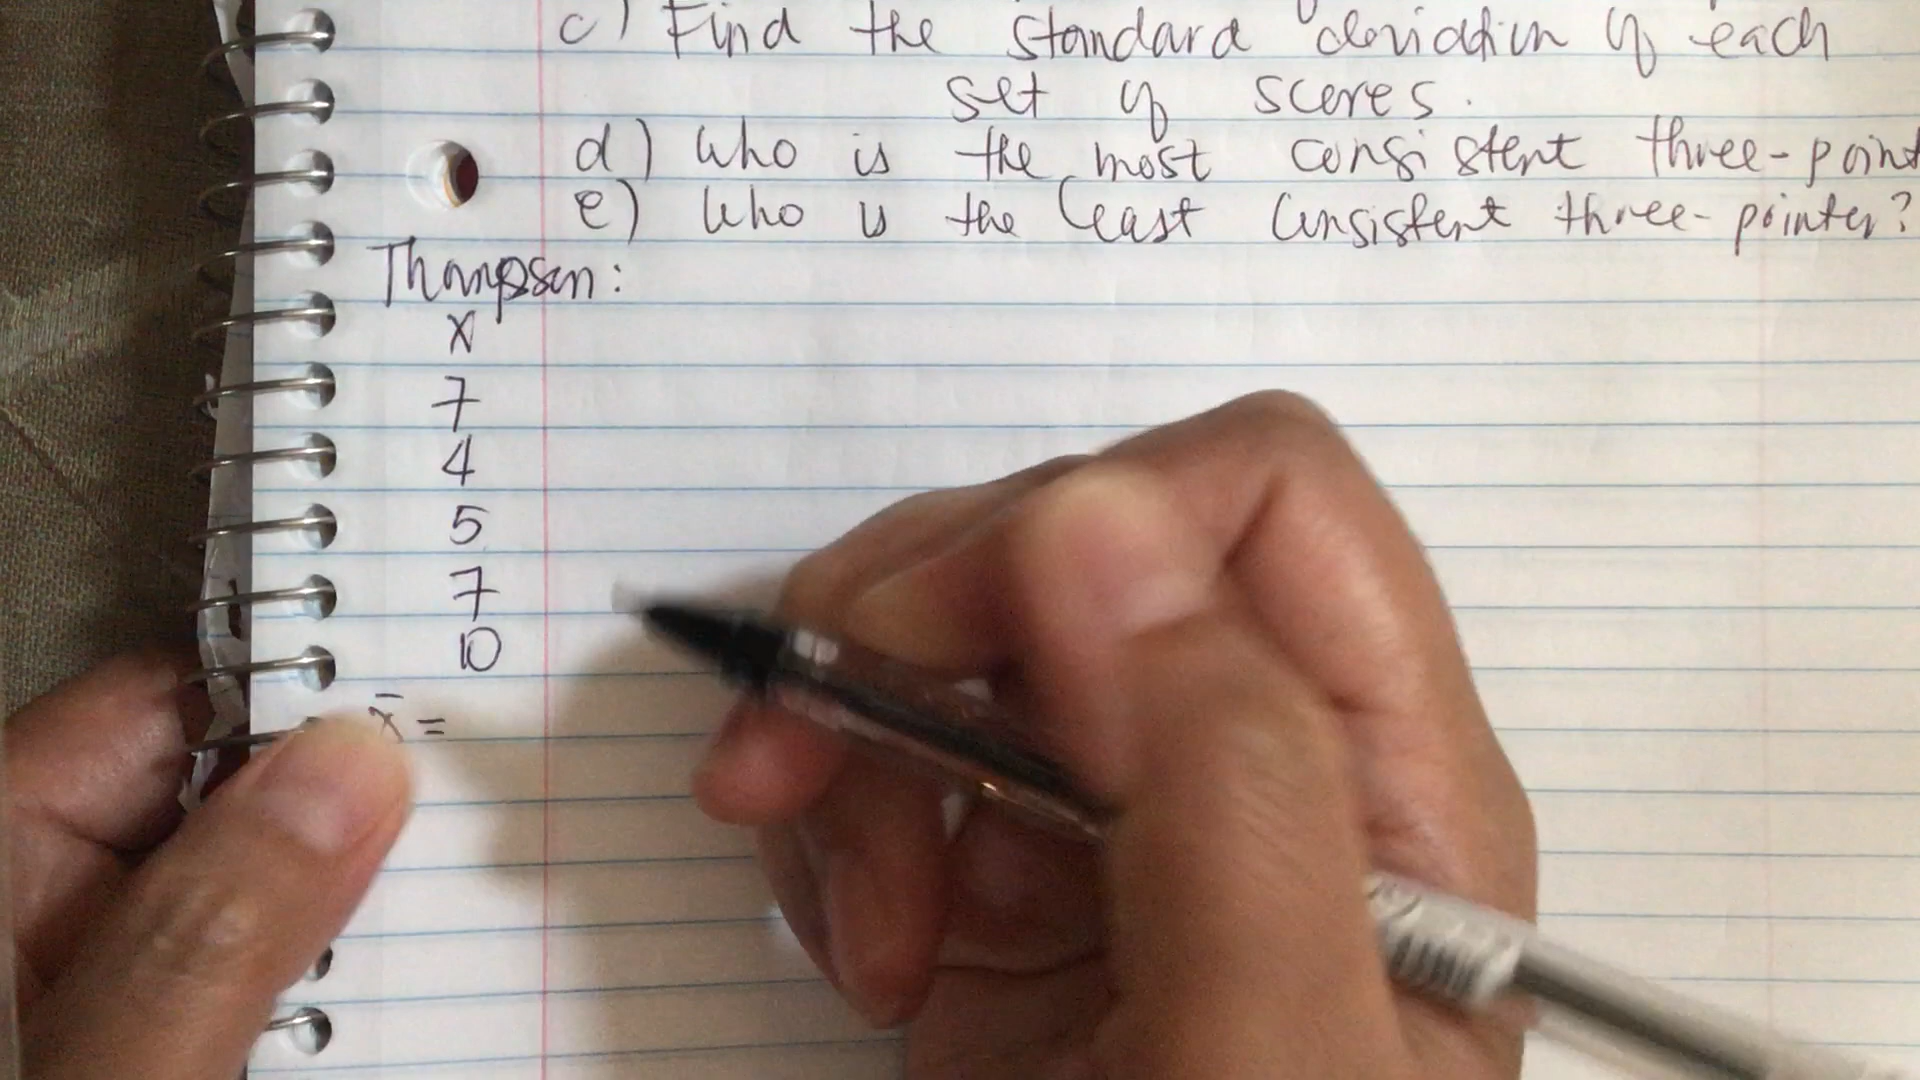 c) Find the standard deviation of each
set of scores.
d) Who is the most consistent three-point
e) Who is the least consistent three-pointer?
Thompson:
x
7
4
5
7
10
x̄ =